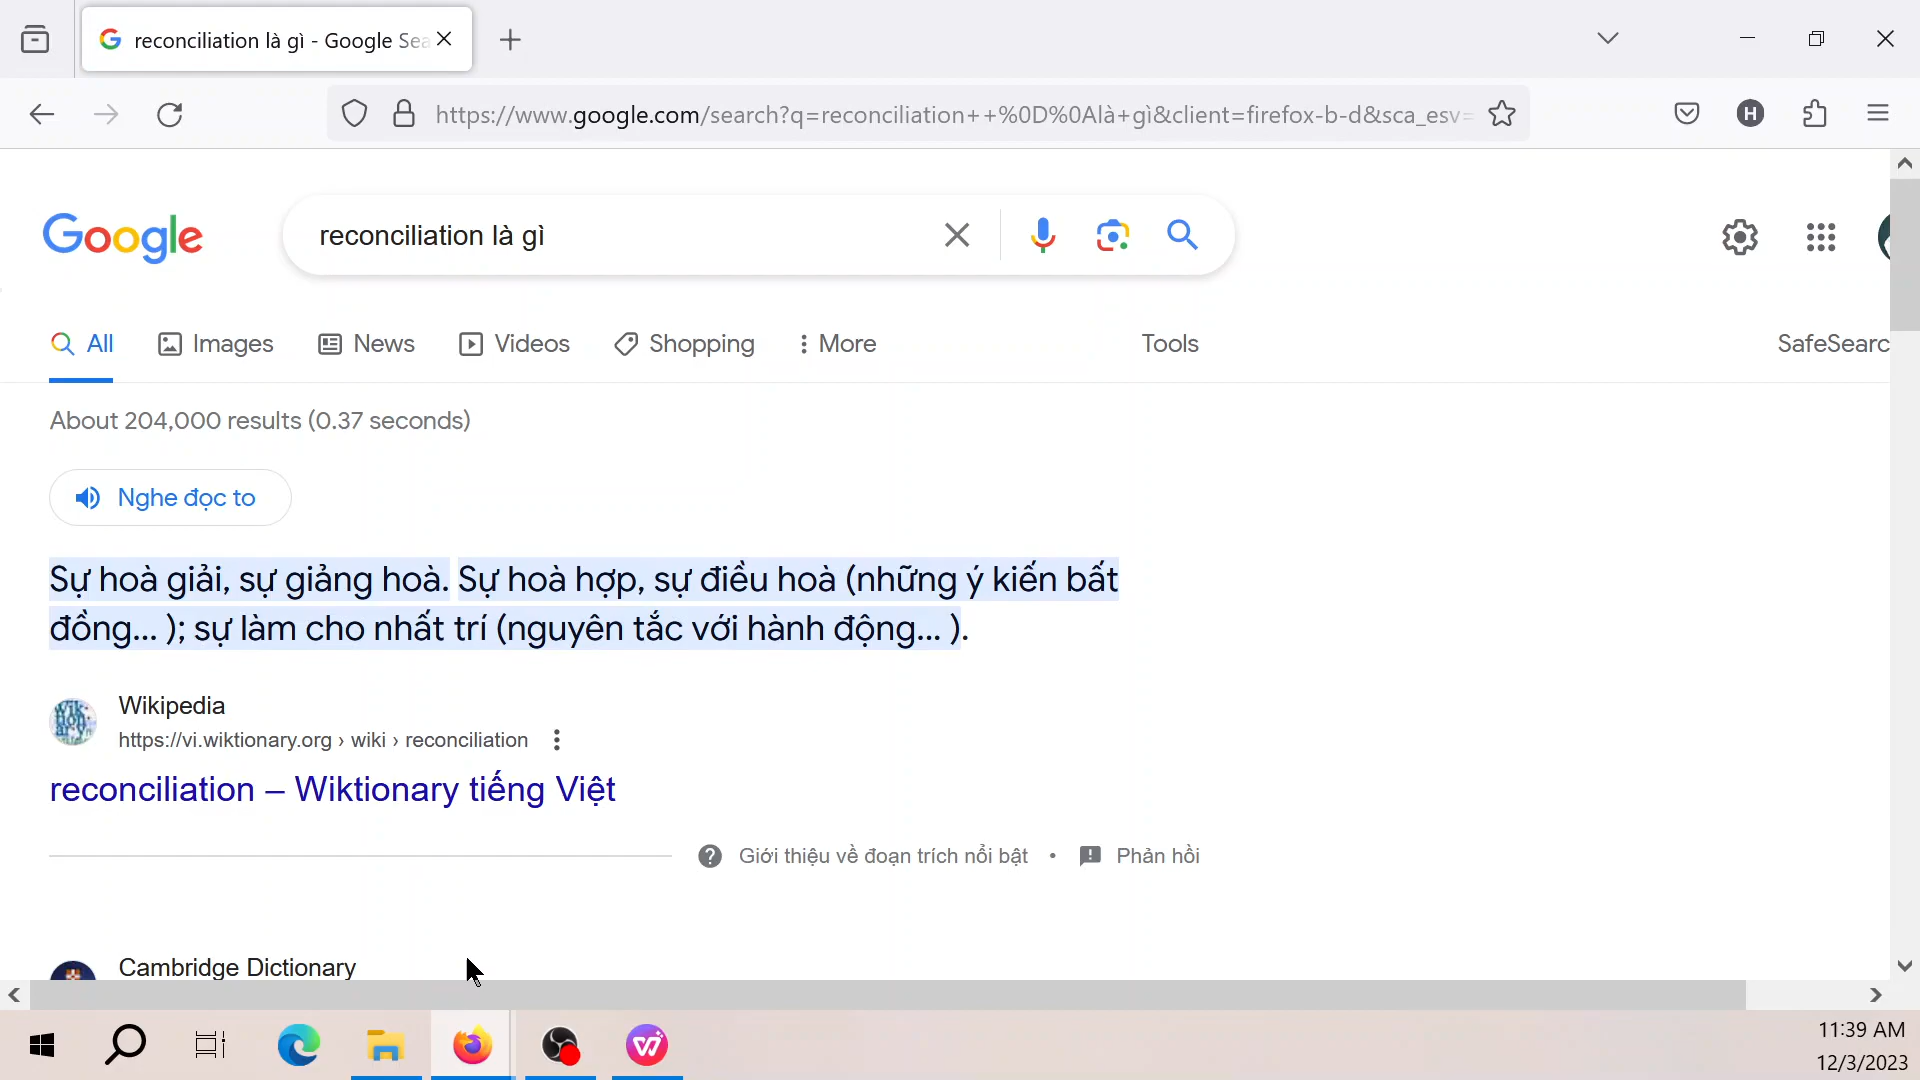 reconciliation là gì - Google Sea
https://www.google.com/search?q=reconciliation++%0D%0Alà+gì&client=firefox-b-d&sca_esv=
H
Google
reconciliation là gì
All Images News Videos Shopping More Tools SafeSearc
About 204,000 results (0.37 seconds)
Nghe đọc to
Sự hoà giải, sự giảng hoà. Sự hoà hợp, sự điều hoà (những ý kiến bất
đồng... ); sự làm cho nhất trí (nguyên tắc với hành động... ).
Wikipedia
https://vi.wiktionary.org › wiki › reconciliation
reconciliation – Wiktionary tiếng Việt
Giới thiệu về đoạn trích nổi bật • Phản hồi
Cambridge Dictionary
11:39 AM
12/3/2023